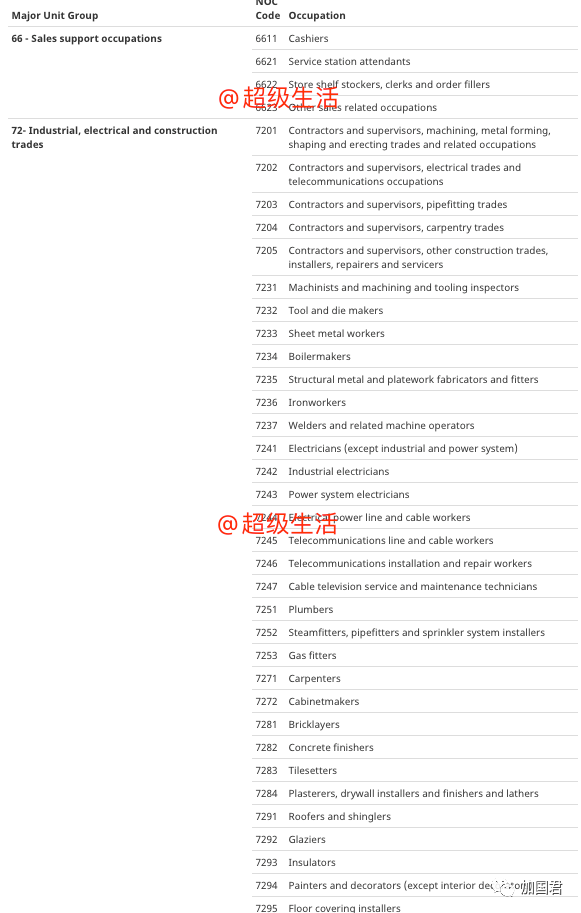 NOC
Major Unit Group Code Occupation
66 - Sales support occupations 6611 Cashiers
6621 Service station attendants
6622 Store shelf stockers, clerks and order fillers
@超级生活
6623 Other sales related occupations
72- Industrial, electrical and construction 7201 Contractors and supervisors, machining, metal forming,
trades shaping and erecting trades and related occupations
7202 Contractors and supervisors, electrical trades and
telecommunications occupations
7203 Contractors and supervisors, pipefitting trades
7204 Contractors and supervisors, carpentry trades
7205 Contractors and supervisors, other construction trades,
installers, repairers and servicers
7231 Machinists and machining and tooling inspectors
7232 Tool and die makers
7233 Sheet metal workers
7234 Boilermakers
7235 Structural metal and platework fabricators and fitters
7236 Ironworkers
7237 Welders and related machine operators
7241 Electricians (except industrial and power system)
7242 Industrial electricians
7243 Power system electricians
7244 Electrical power line and cable workers
@超级生活
7245 Telecommunications line and cable workers
7246 Telecommunications installation and repair workers
7247 Cable television service and maintenance technicians
7251 Plumbers
7252 Steamfitters, pipefitters and sprinkler system installers
7253 Gas fitters
7271 Carpenters
7272 Cabinetmakers
7281 Bricklayers
7282 Concrete finishers
7283 Tilesetters
7284 Plasterers, drywall installers and finishers and lathers
7291 Roofers and shinglers
7292 Glaziers
7293 Insulators
7294 Painters and decorators (except interior
加国君
7295 Floor covering installers